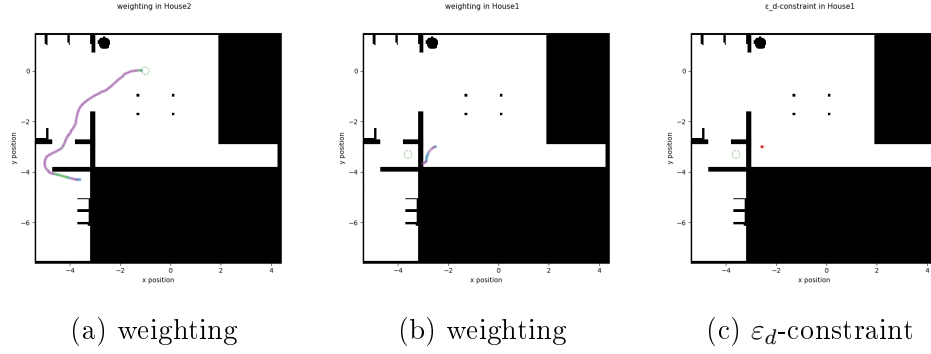 weighting in House2
weighting in House1
ε_d-constraint in House1
y position
0
−2
−4
−6
−4
−2
0
2
4
x position
y position
0
−2
−4
−6
−4
−2
0
2
4
x position
y position
0
−2
−4
−6
−4
−2
0
2
4
x position
(a) weighting
(b) weighting
(c) εd-constraint